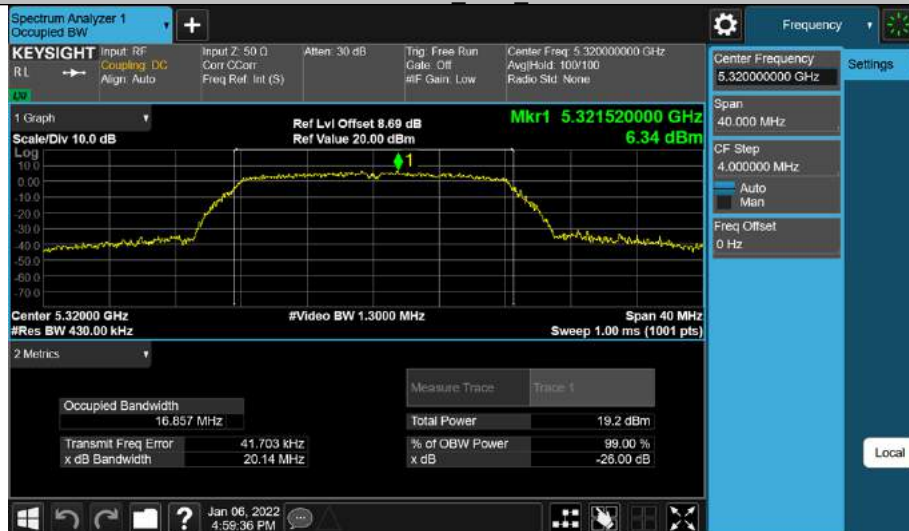 Spectrum Analyzer 1
Occupied BW
Frequency
KEYSIGHT
RL
Input: RF
Coupling: DC
Align: Auto
Input Z: 50 Ω
Corr CCorr
Freq Ref: Int (S)
Atten: 30 dB
Trig: Free Run
Gate: Off
#IF Gain: Low
Center Freq: 5.320000000 GHz
Avg|Hold: 100/100
Radio Std: None
Center Frequency
5.320000000 GHz
Settings
Span
40.000 MHz
CF Step
4.000000 MHz
Auto
Man
Freq Offset
0 Hz
1 Graph
Scale/Div 10.0 dB
Ref Lvl Offset 8.69 dB
Ref Value 20.00 dBm
Mkr1 5.321520000 GHz
6.34 dBm
Log
10.0
0.00
-10.0
-20.0
-30.0
-40.0
-50.0
-60.0
-70.0
1
Center 5.32000 GHz
#Res BW 430.00 kHz
#Video BW 1.3000 MHz
Span 40 MHz
Sweep 1.00 ms (1001 pts)
2 Metrics
Measure Trace
Trace 1
Occupied Bandwidth
16.857 MHz
Total Power
19.2 dBm
Transmit Freq Error
41.703 kHz
% of OBW Power
99.00 %
x dB Bandwidth
20.14 MHz
x dB
-26.00 dB
Local
?
Jan 06, 2022
4:59:36 PM